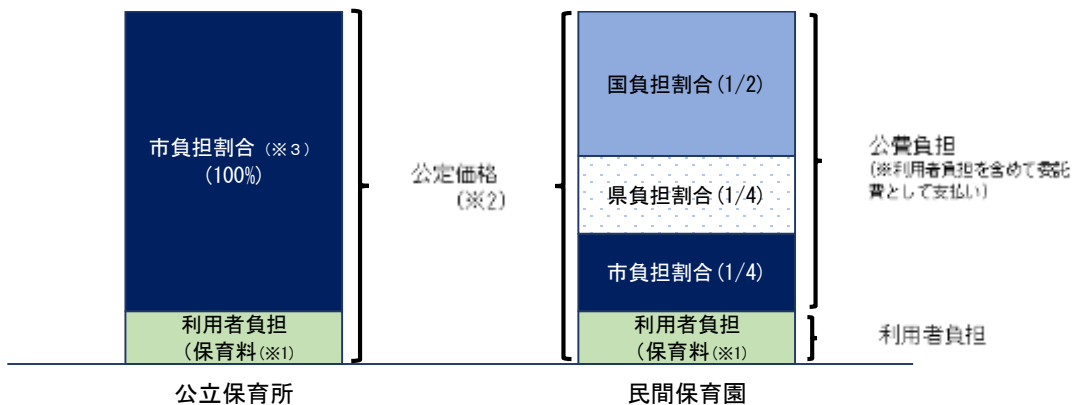 市負担割合（※３）
(100%)
利用者負担
（保育料(※1)
公立保育所
公定価格
(※2)
国負担割合(1/2)
県負担割合(1/4)
市負担割合(1/4)
利用者負担
（保育料(※1)
民間保育園
公費負担
(※利用者負担を含めて委託
費として支払い)
利用者負担